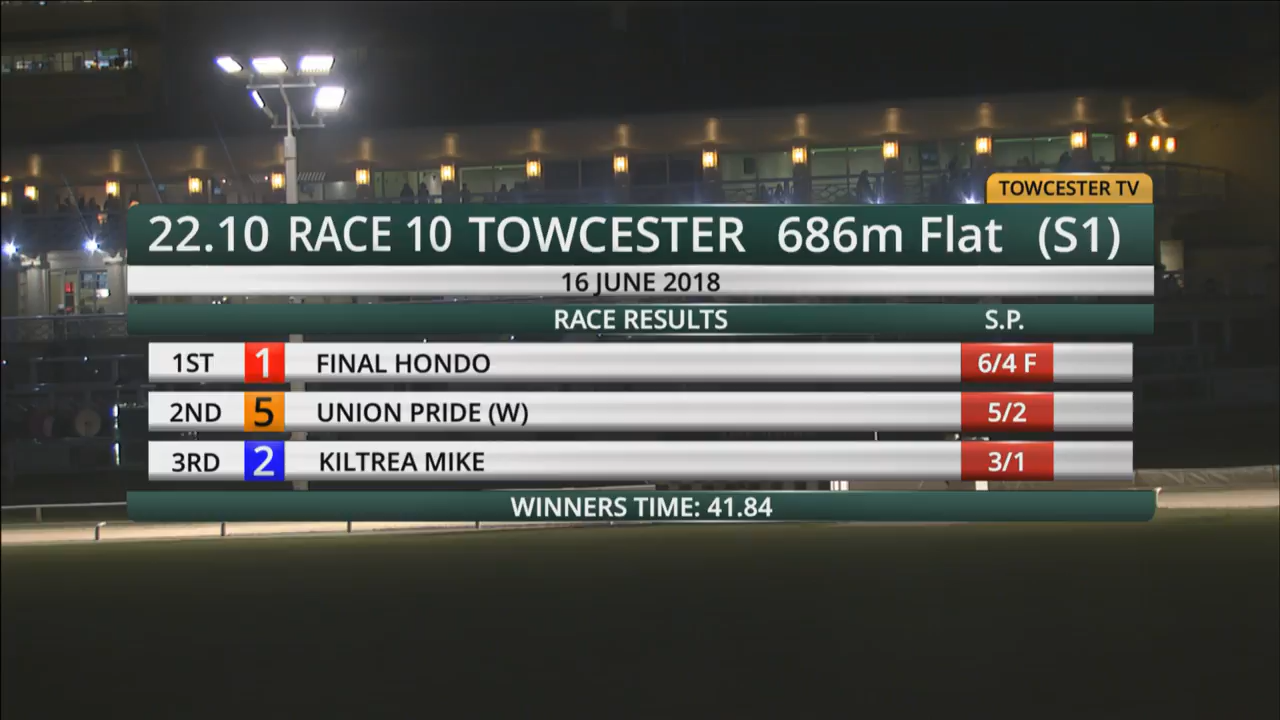 TOWCESTER TV
22.10 RACE 10 TOWCESTER 686m Flat (S1)
16 JUNE 2018
RACE RESULTS S.P.
1ST 1 FINAL HONDO 6/4 F
2ND 5 UNION PRIDE (W) 5/2
3RD 2 KILTREA MIKE 3/1
WINNERS TIME: 41.84